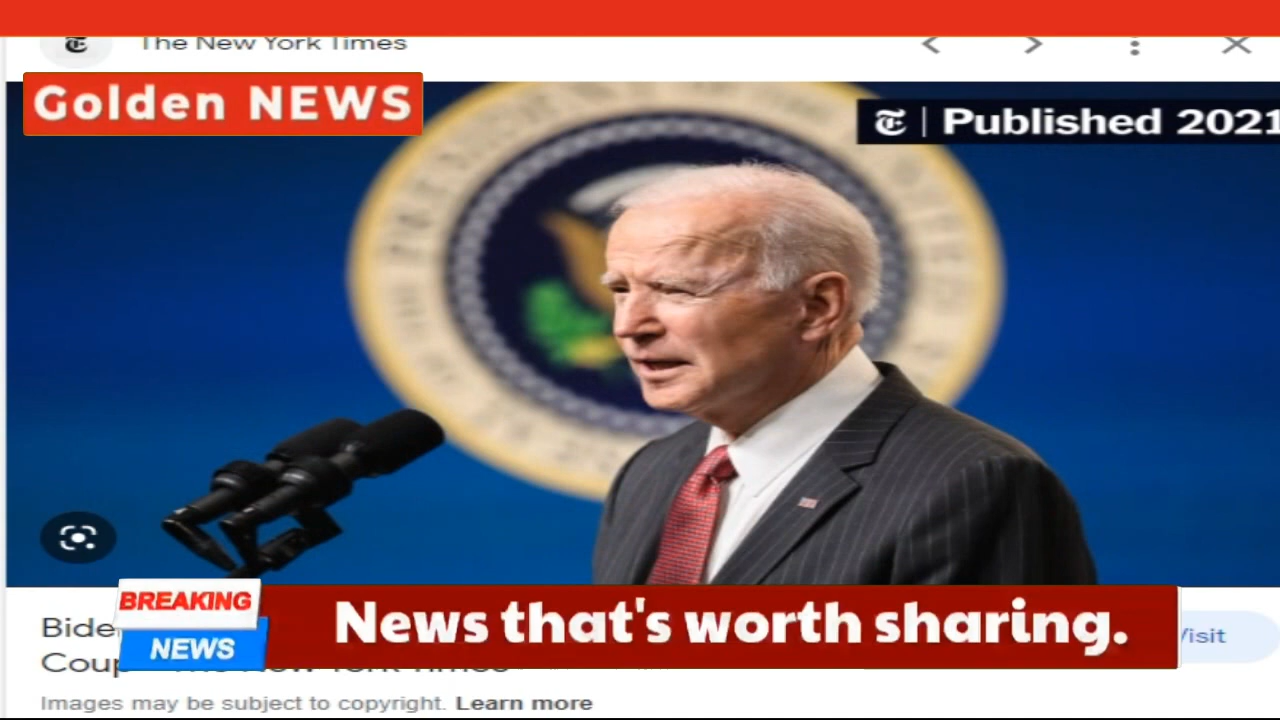 The New York Times
Golden NEWS
Published 2021
BREAKING
NEWS
News that's worth sharing.
Visit
Images may be subject to copyright. Learn more